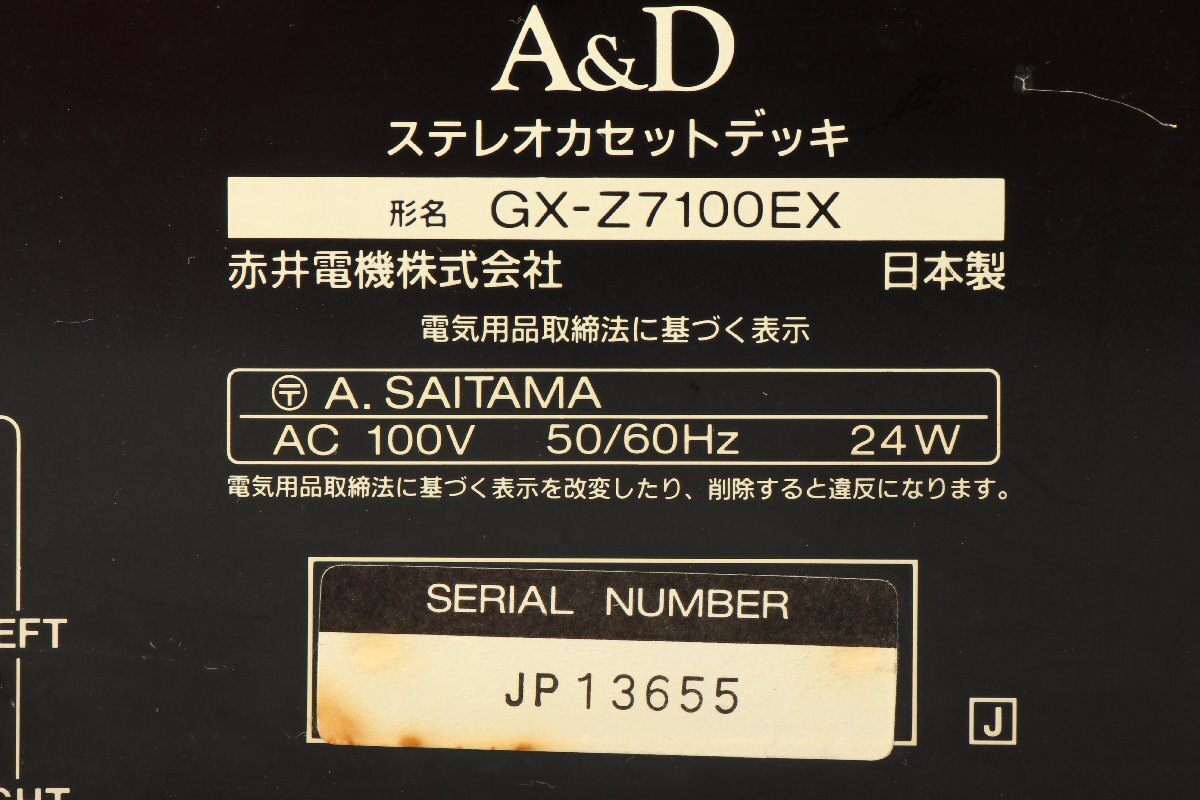 A&D
ステレオカセットデッキ
形名 GX-Z7100EX
赤井電機株式会社 日本製
電気用品取締法に基づく表示
〶 A. SAITAMA
AC 100V 50/60Hz 24W
電気用品取締法に基づく表示を改変したり、削除すると違反になります。
EFT
SERIAL NUMBER
JP13655
J
GHT